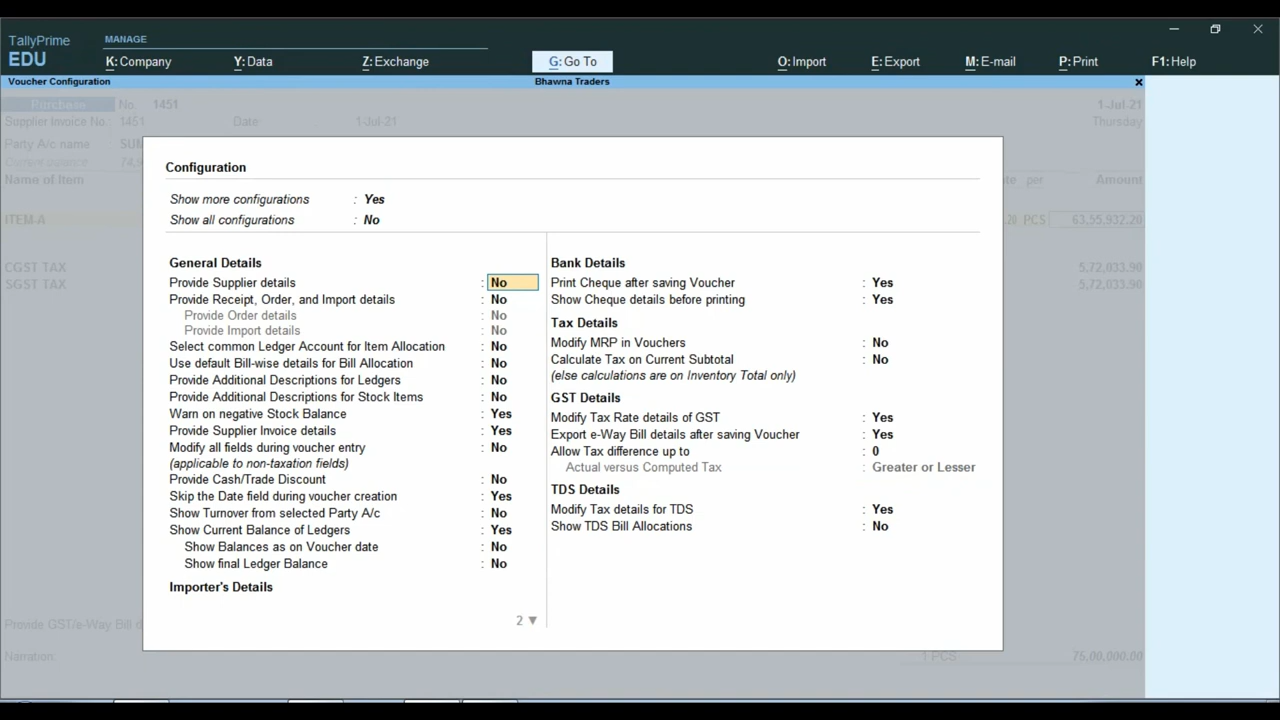 TallyPrime
EDU
MANAGE
K: Company
Y: Data
Z: Exchange
G: Go To
O: Import
E: Export
M: E-mail
P: Print
F1: Help
Voucher Configuration
Bhawna Traders
Purchase No. 1451
1-Jul-21
Supplier Invoice No.: 1451 Date: 1-Jul-21
Thursday
Party A/c name
Current balance
Name of Item
per Amount
ITEM A
PCS 63,55,932.20
CGST TAX 5,72,033.90
SGST TAX 5,72,033.90
Configuration
Show more configurations : Yes
Show all configurations : No
General Details
Provide Supplier details : No
Provide Receipt, Order, and Import details : No
Provide Order details : No
Provide Import details : No
Select common Ledger Account for Item Allocation : No
Use default Bill-wise details for Bill Allocation : No
Provide Additional Descriptions for Ledgers : No
Provide Additional Descriptions for Stock Items : No
Warn on negative Stock Balance : Yes
Provide Supplier Invoice details : Yes
Modify all fields during voucher entry : No
(applicable to non-taxation fields)
Provide Cash/Trade Discount : No
Skip the Date field during voucher creation : Yes
Show Turnover from selected Party A/c : No
Show Current Balance of Ledgers : Yes
Show Balances as on Voucher date : No
Show final Ledger Balance : No
Importer's Details
2 ▼
Bank Details
Print Cheque after saving Voucher : Yes
Show Cheque details before printing : Yes
Tax Details
Modify MRP in Vouchers : No
Calculate Tax on Current Subtotal : No
(else calculations are on Inventory Total only)
GST Details
Modify Tax Rate details of GST : Yes
Export e-Way Bill details after saving Voucher : Yes
Allow Tax difference up to : 0
Actual versus Computed Tax : Greater or Lesser
TDS Details
Modify Tax details for TDS : Yes
Show TDS Bill Allocations : No
Provide GST/e-Way Bill
Narration:
1 PCS 75,00,000.00